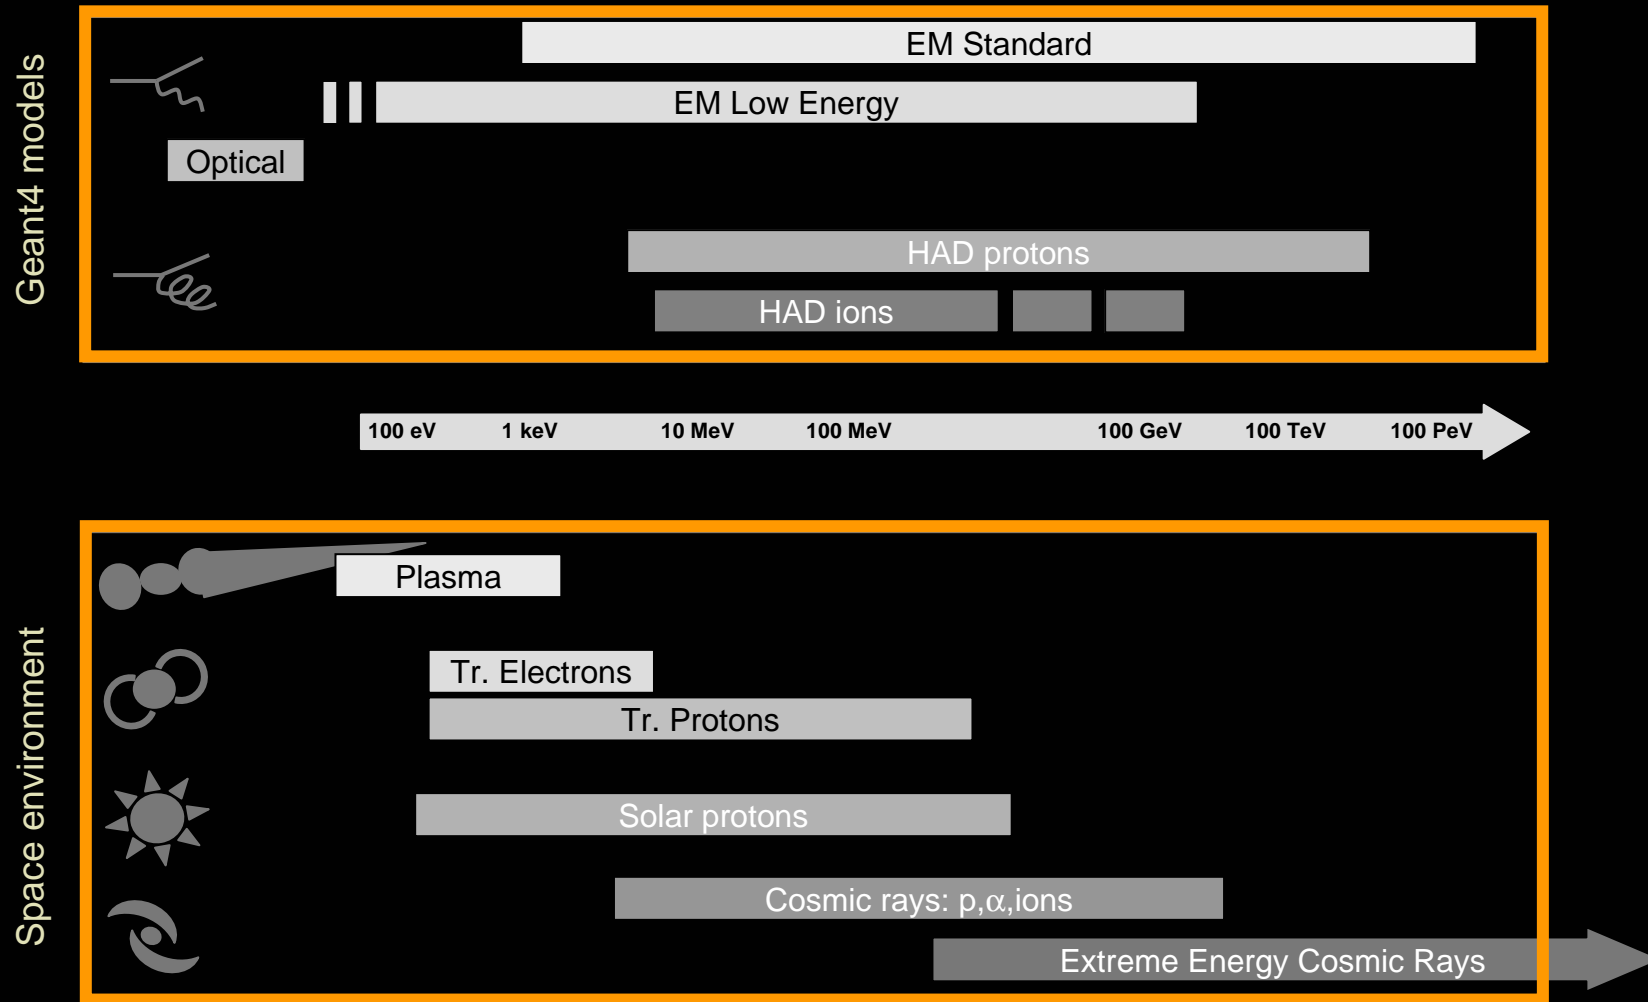 Geant4 models
EM Standard
EM Low Energy
Optical
HAD protons
HAD ions
100 eV 1 keV 10 MeV 100 MeV 100 GeV 100 TeV 100 PeV
Space environment
Plasma
Tr. Electrons
Tr. Protons
Solar protons
Cosmic rays: p,α,ions
Extreme Energy Cosmic Rays